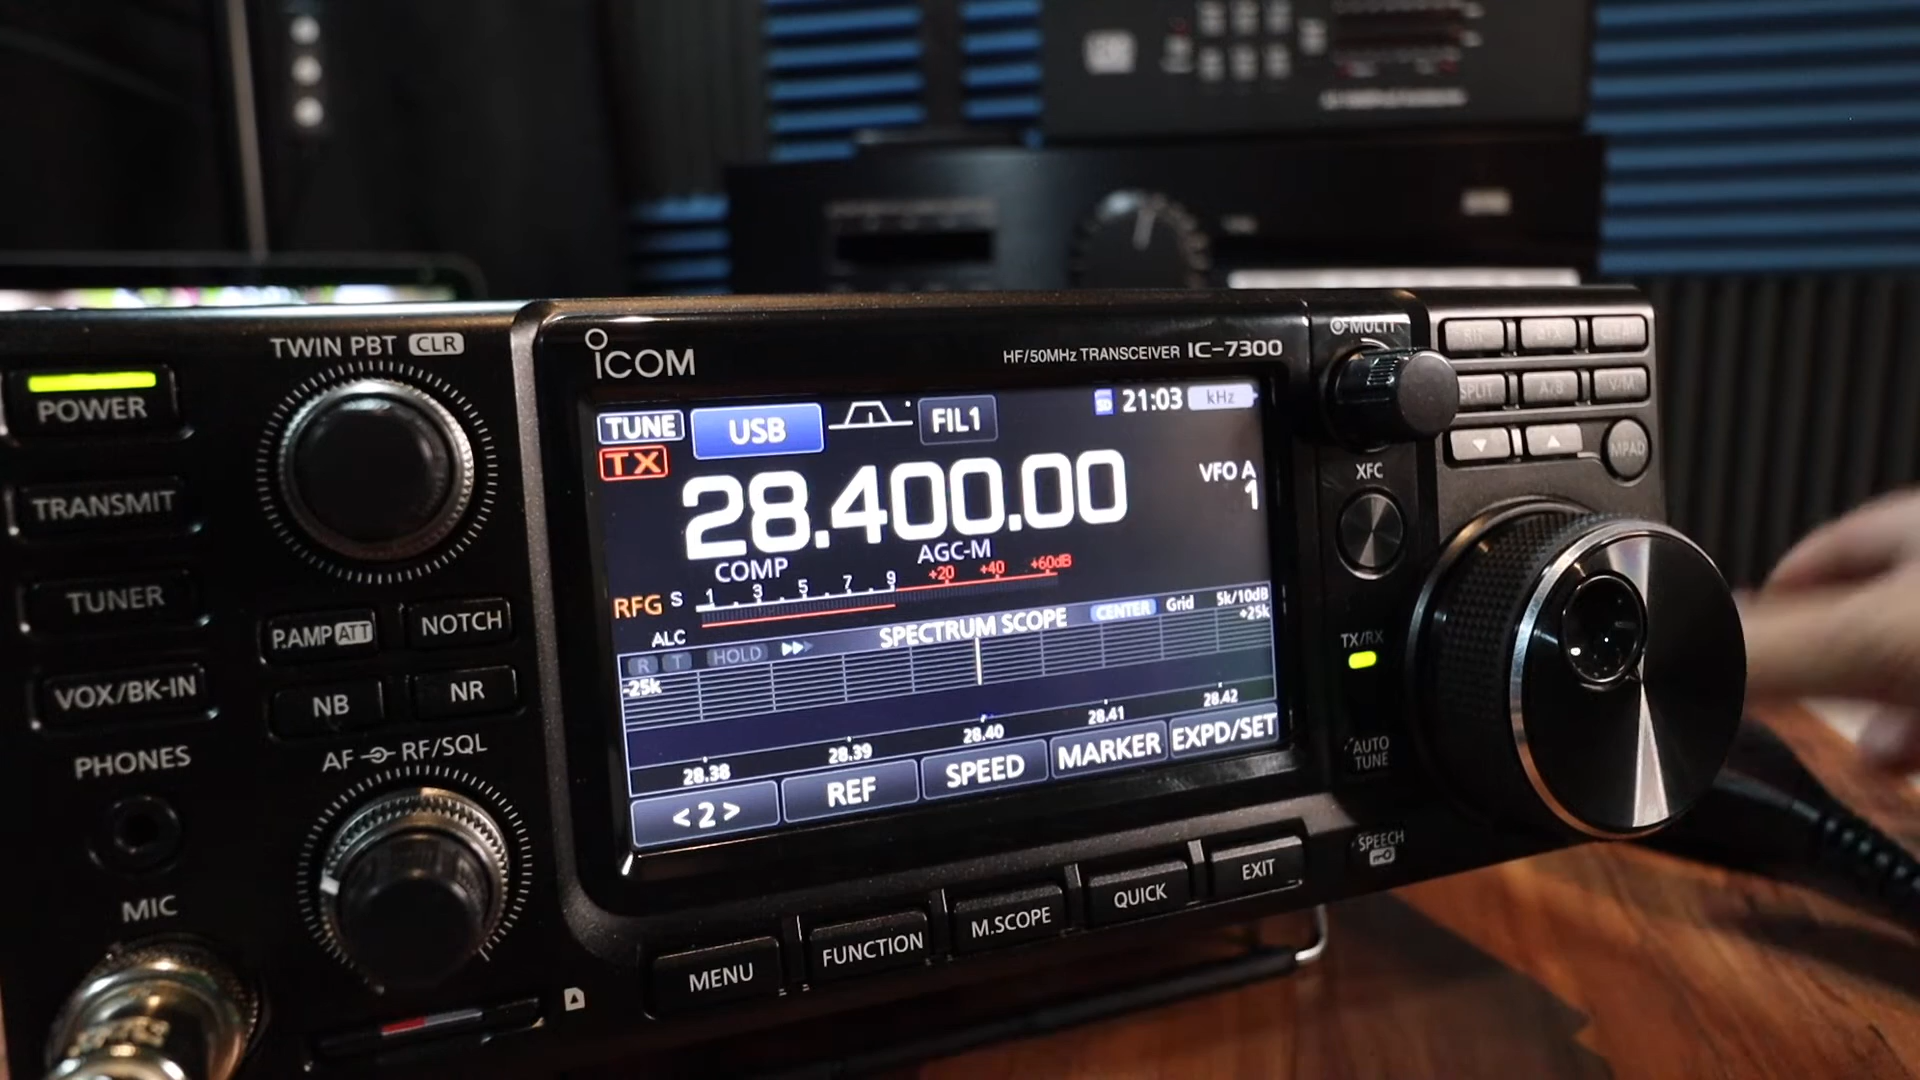 TWIN PBT CLR
POWER
TRANSMIT
TUNER
VOX/BK-IN
P.AMP ATT
NOTCH
NB
NR
PHONES
AF RF/SQL
MIC
ICOM
HF/50MHz TRANSCEIVER IC-7300
TUNE USB FIL1 SD 21:03 kHz
TX
28.400.00
VFO A
1
COMP
AGC-M
RFG
S 1 . 3 . 5 . 7 . 9 +20 +40 +60dB
ALC
SPECTRUM SCOPE CENTER Grid 5k/10dB
R T HOLD
-25k
+25k
28.38 28.39 28.40 28.41 28.42
<2> REF SPEED MARKER EXPD/SET
MENU FUNCTION M.SCOPE QUICK EXIT
MULTI
SPLIT A/B V/M
MPAD
XFC
TX/RX
AUTO
TUNE
SPEECH